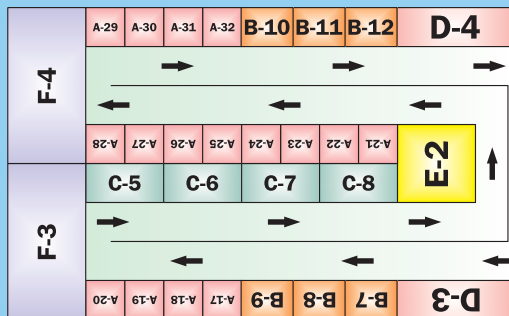 A-29 A-30 A-31 A-32 B-10 B-11 B-12 D-4
F-4
A-28 A-27 A-26 A-25 A-24 A-23 A-22 A-21
E-2
C-5 C-6 C-7 C-8
F-3
A-20 A-19 A-18 A-17 B-9 B-8 B-7 D-3